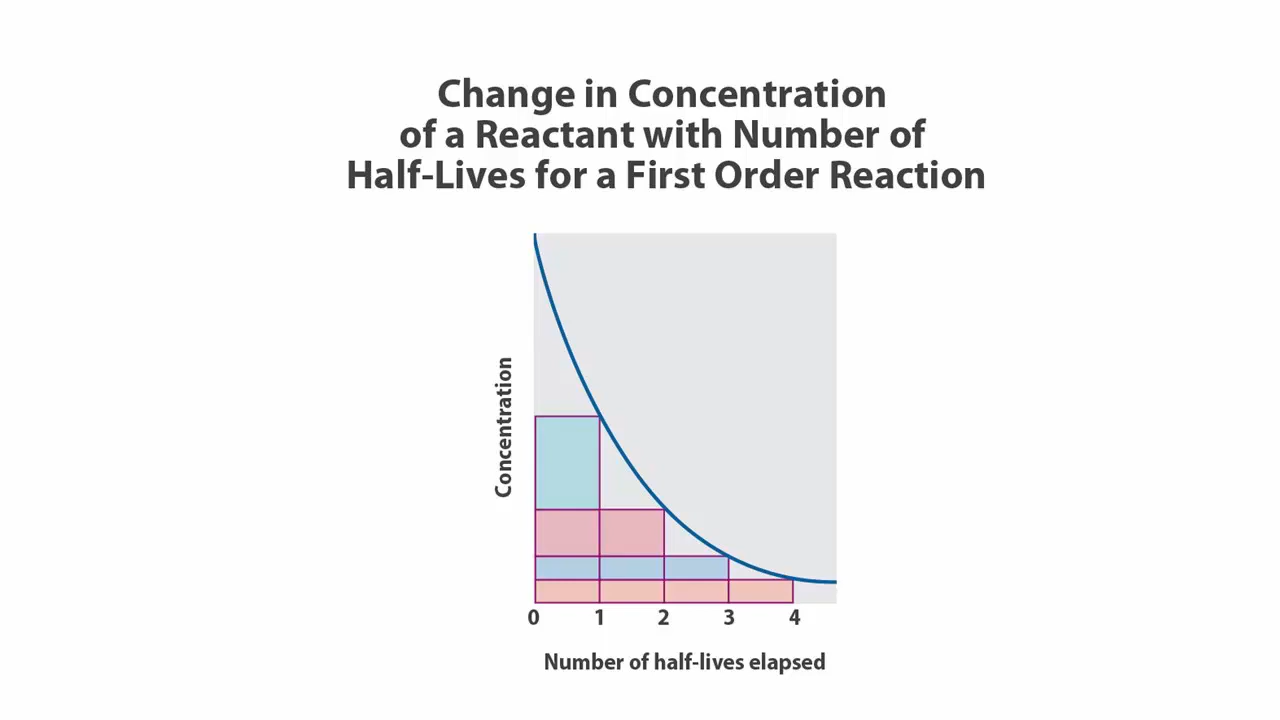 Change in Concentration
of a Reactant with Number of
Half-Lives for a First Order Reaction
Concentration
0 1 2 3 4
Number of half-lives elapsed